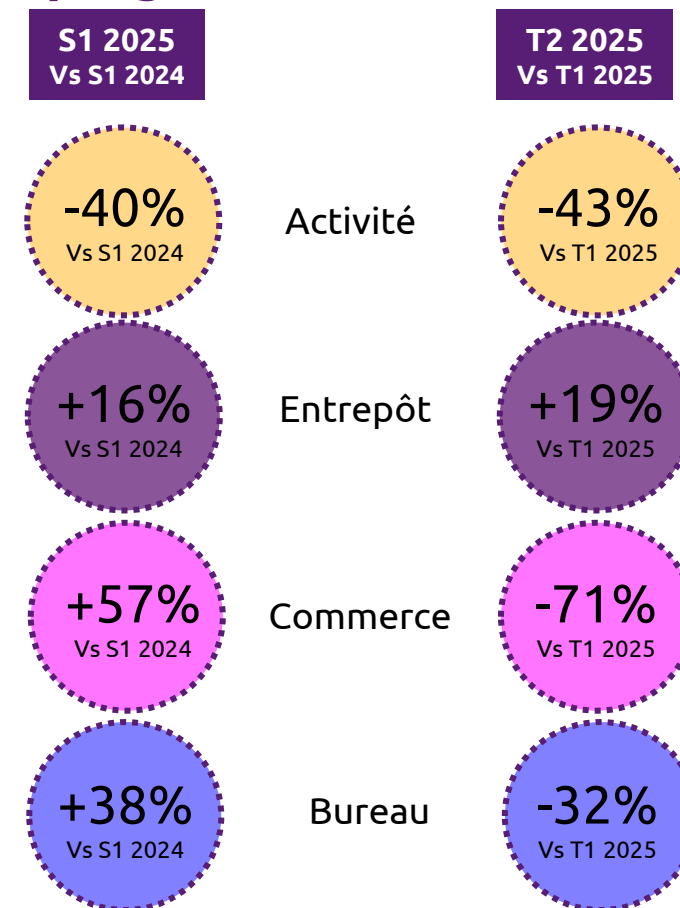 S1 2025
Vs S1 2024
T2 2025
Vs T1 2025
-40%
Vs S1 2024
Activité
-43%
Vs T1 2025
+16%
Vs S1 2024
Entrepôt
+19%
Vs T1 2025
+57%
Vs S1 2024
Commerce
-71%
Vs T1 2025
+38%
Vs S1 2024
Bureau
-32%
Vs T1 2025